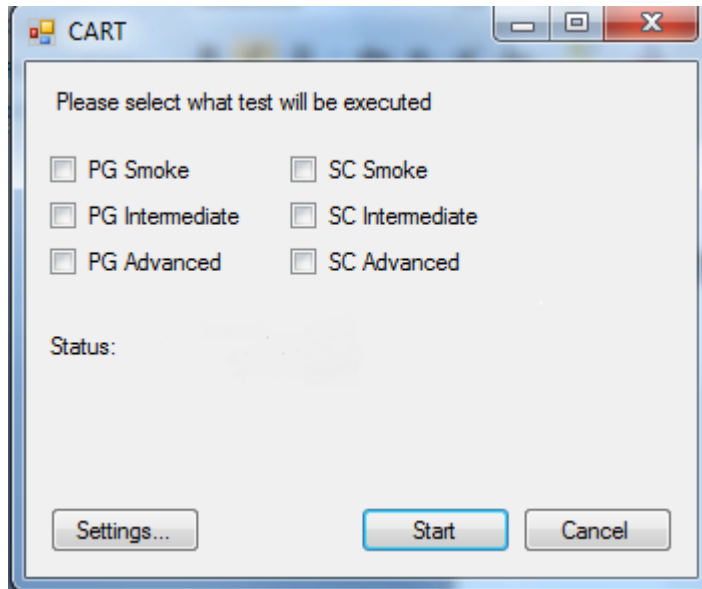 CART
Please select what test will be executed
PG Smoke SC Smoke
PG Intermediate SC Intermediate
PG Advanced SC Advanced
Status:
Settings... Start Cancel